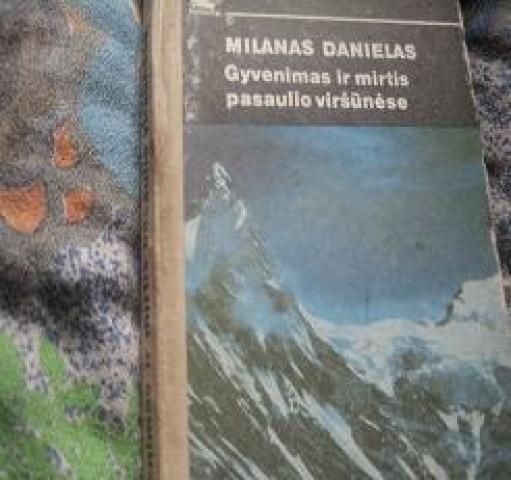 MILANAS DANIELAS
Gyvenimas ir mirtis
pasaulio viršūnėse